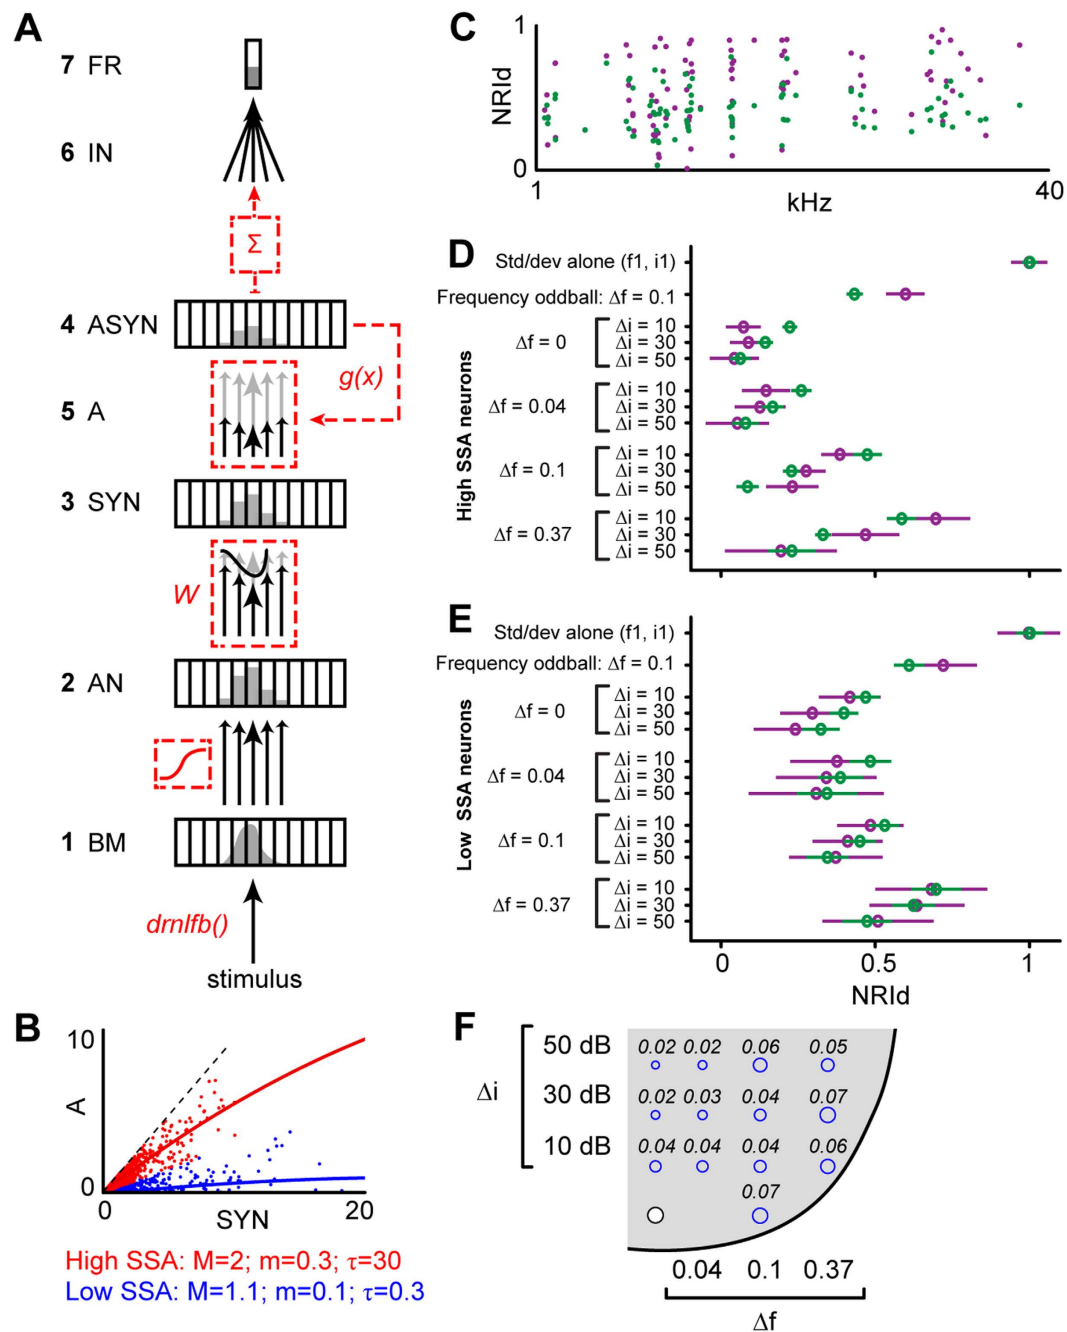 A
7 FR
6 IN
Σ
4 ASYN
g(x)
5 A
3 SYN
W
2 AN
1 BM
drnlfb()
stimulus
B
10
A
0
0
SYN
20
High SSA: M=2; m=0.3; τ=30
Low SSA: M=1.1; m=0.1; τ=0.3
C
1
NRId
0
1
kHz
40
D
High SSA neurons
Std/dev alone (f1, i1)
Frequency oddball: Δf = 0.1
Δf = 0
Δi = 10
Δi = 30
Δi = 50
Δf = 0.04
Δi = 10
Δi = 30
Δi = 50
Δf = 0.1
Δi = 10
Δi = 30
Δi = 50
Δf = 0.37
Δi = 10
Δi = 30
Δi = 50
E
Low SSA neurons
Std/dev alone (f1, i1)
Frequency oddball: Δf = 0.1
Δf = 0
Δi = 10
Δi = 30
Δi = 50
Δf = 0.04
Δi = 10
Δi = 30
Δi = 50
Δf = 0.1
Δi = 10
Δi = 30
Δi = 50
Δf = 0.37
Δi = 10
Δi = 30
Δi = 50
0 0.5 1
NRId
F
Δi
50 dB 0.02 0.02 0.06 0.05
30 dB 0.02 0.03 0.04 0.07
10 dB 0.04 0.04 0.04 0.06
0.07
0.04 0.1 0.37
Δf